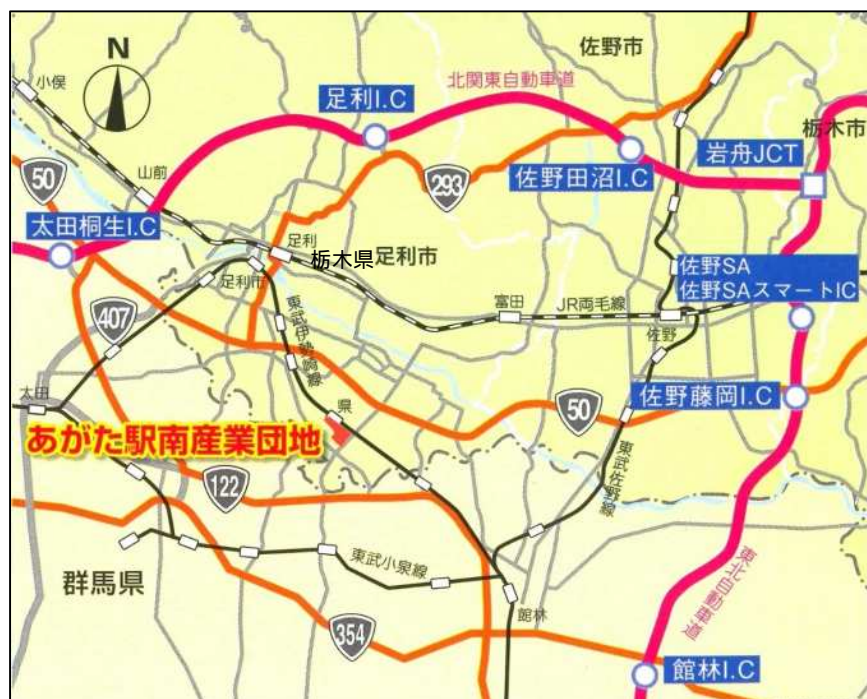 N
佐野市
北関東自動車道
小俣
足利I.C
栃木市
岩舟JCT
山前
50
293
佐野田沼I.C
太田桐生I.C
足利
栃木県足利市
足利市
佐野SA
佐野SAスマートIC
407
東武伊勢崎線
富田
JR両毛線
佐野
太田
県
50
佐野藤岡I.C
あがた駅南産業団地
122
東武佐野線
東武小泉線
群馬県
館林
東北自動車道
354
館林I.C